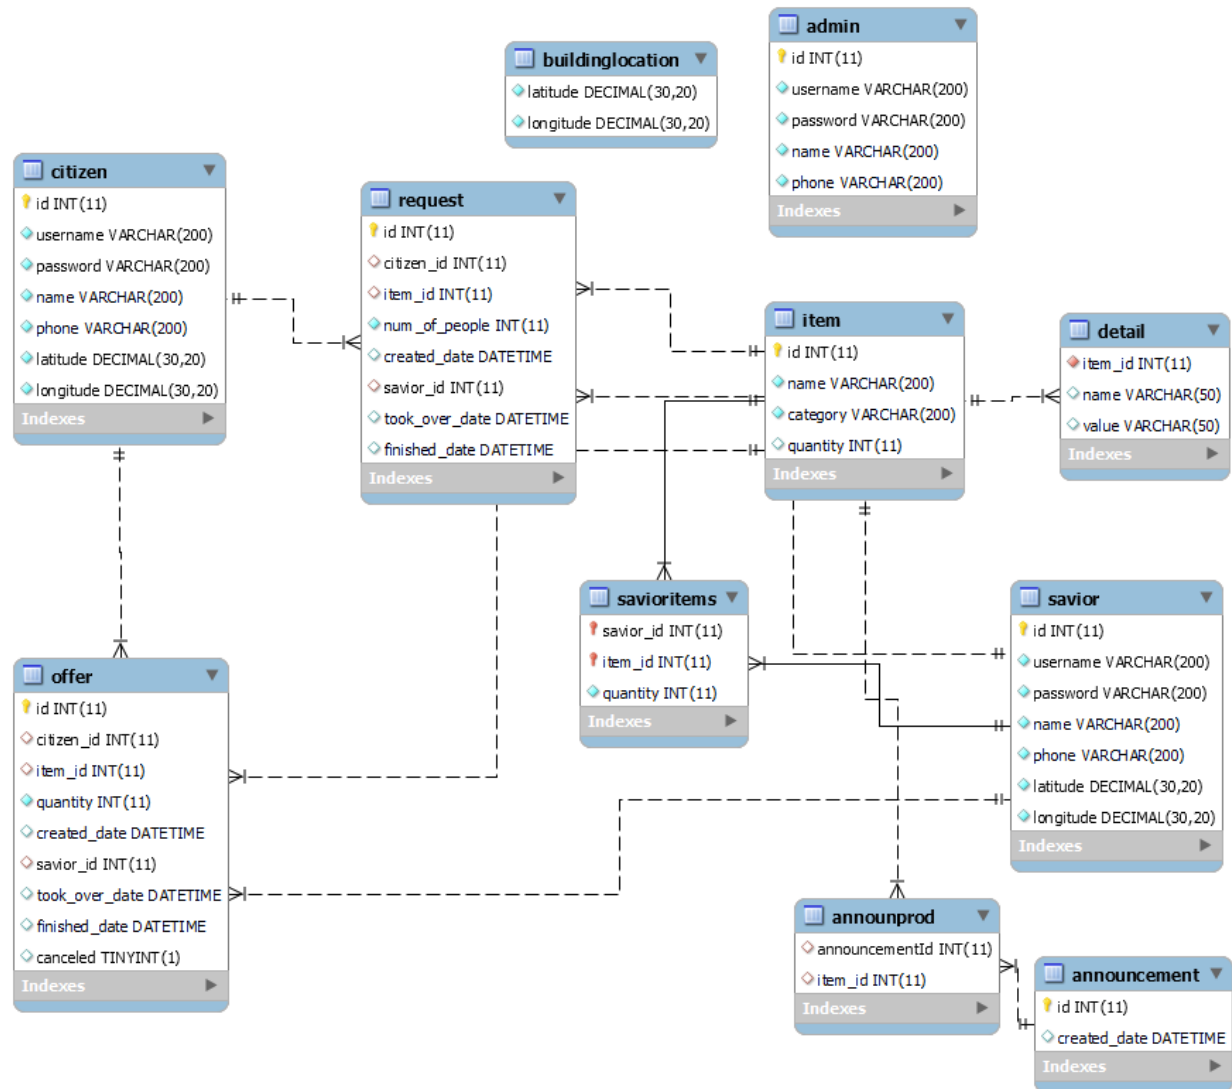 buildinglocation
latitude DECIMAL(30,20)
longitude DECIMAL(30,20)
admin
id INT(11)
username VARCHAR(200)
password VARCHAR(200)
name VARCHAR(200)
phone VARCHAR(200)
Indexes
citizen
id INT(11)
username VARCHAR(200)
password VARCHAR(200)
name VARCHAR(200)
phone VARCHAR(200)
latitude DECIMAL(30,20)
longitude DECIMAL(30,20)
Indexes
request
id INT(11)
citizen_id INT(11)
item_id INT(11)
num_of_people INT(11)
created_date DATETIME
savior_id INT(11)
took_over_date DATETIME
finished_date DATETIME
Indexes
item
id INT(11)
name VARCHAR(200)
category VARCHAR(200)
quantity INT(11)
Indexes
detail
item_id INT(11)
name VARCHAR(50)
value VARCHAR(50)
Indexes
savioritems
savior_id INT(11)
item_id INT(11)
quantity INT(11)
Indexes
savior
id INT(11)
username VARCHAR(200)
password VARCHAR(200)
name VARCHAR(200)
phone VARCHAR(200)
latitude DECIMAL(30,20)
longitude DECIMAL(30,20)
Indexes
offer
id INT(11)
citizen_id INT(11)
item_id INT(11)
quantity INT(11)
created_date DATETIME
savior_id INT(11)
took_over_date DATETIME
finished_date DATETIME
canceled TINYINT(1)
Indexes
announprod
announcementId INT(11)
item_id INT(11)
Indexes
announcement
id INT(11)
created_date DATETIME
Indexes